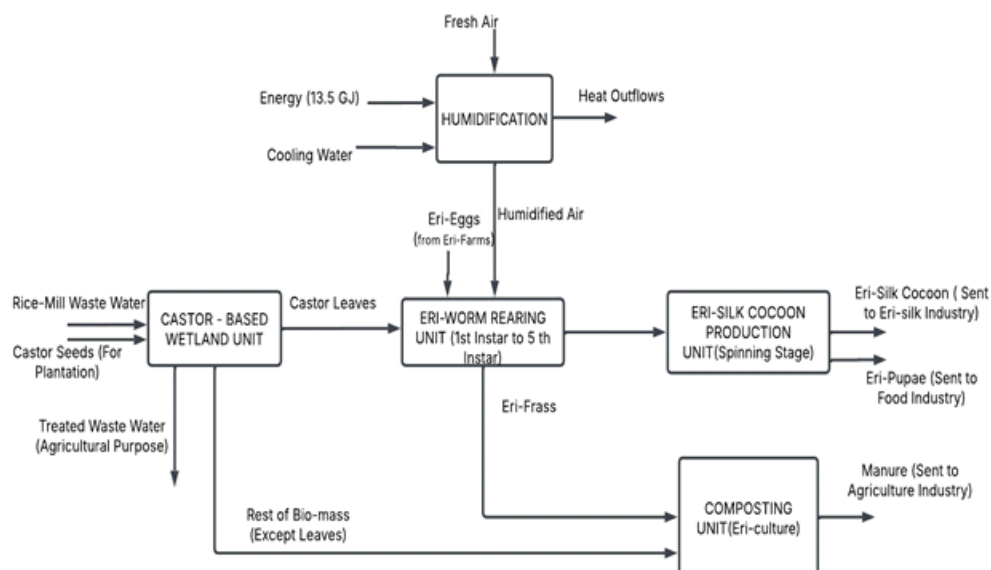 Fresh Air
Energy (13.5 GJ)
Cooling Water
HUMIDIFICATION
Heat Outflows
Eri-Eggs
(from Eri-Farms)
Humidified Air
Rice-Mill Waste Water
Castor Seeds (For
Plantation)
CASTOR - BASED
WETLAND UNIT
Castor Leaves
ERI-WORM REARING
UNIT (1st Instar to 5 th
Instar)
ERI-SILK COCOON
PRODUCTION
UNIT(Spinning Stage)
Eri-Silk Cocoon ( Sent
to Eri-silk Industry)
Eri-Pupae (Sent to
Food Industry)
Treated Waste Water
(Agricultural Purpose)
Eri-Frass
Rest of Bio-mass
(Except Leaves)
COMPOSTING
UNIT(Eri-culture)
Manure (Sent to
Agriculture Industry)